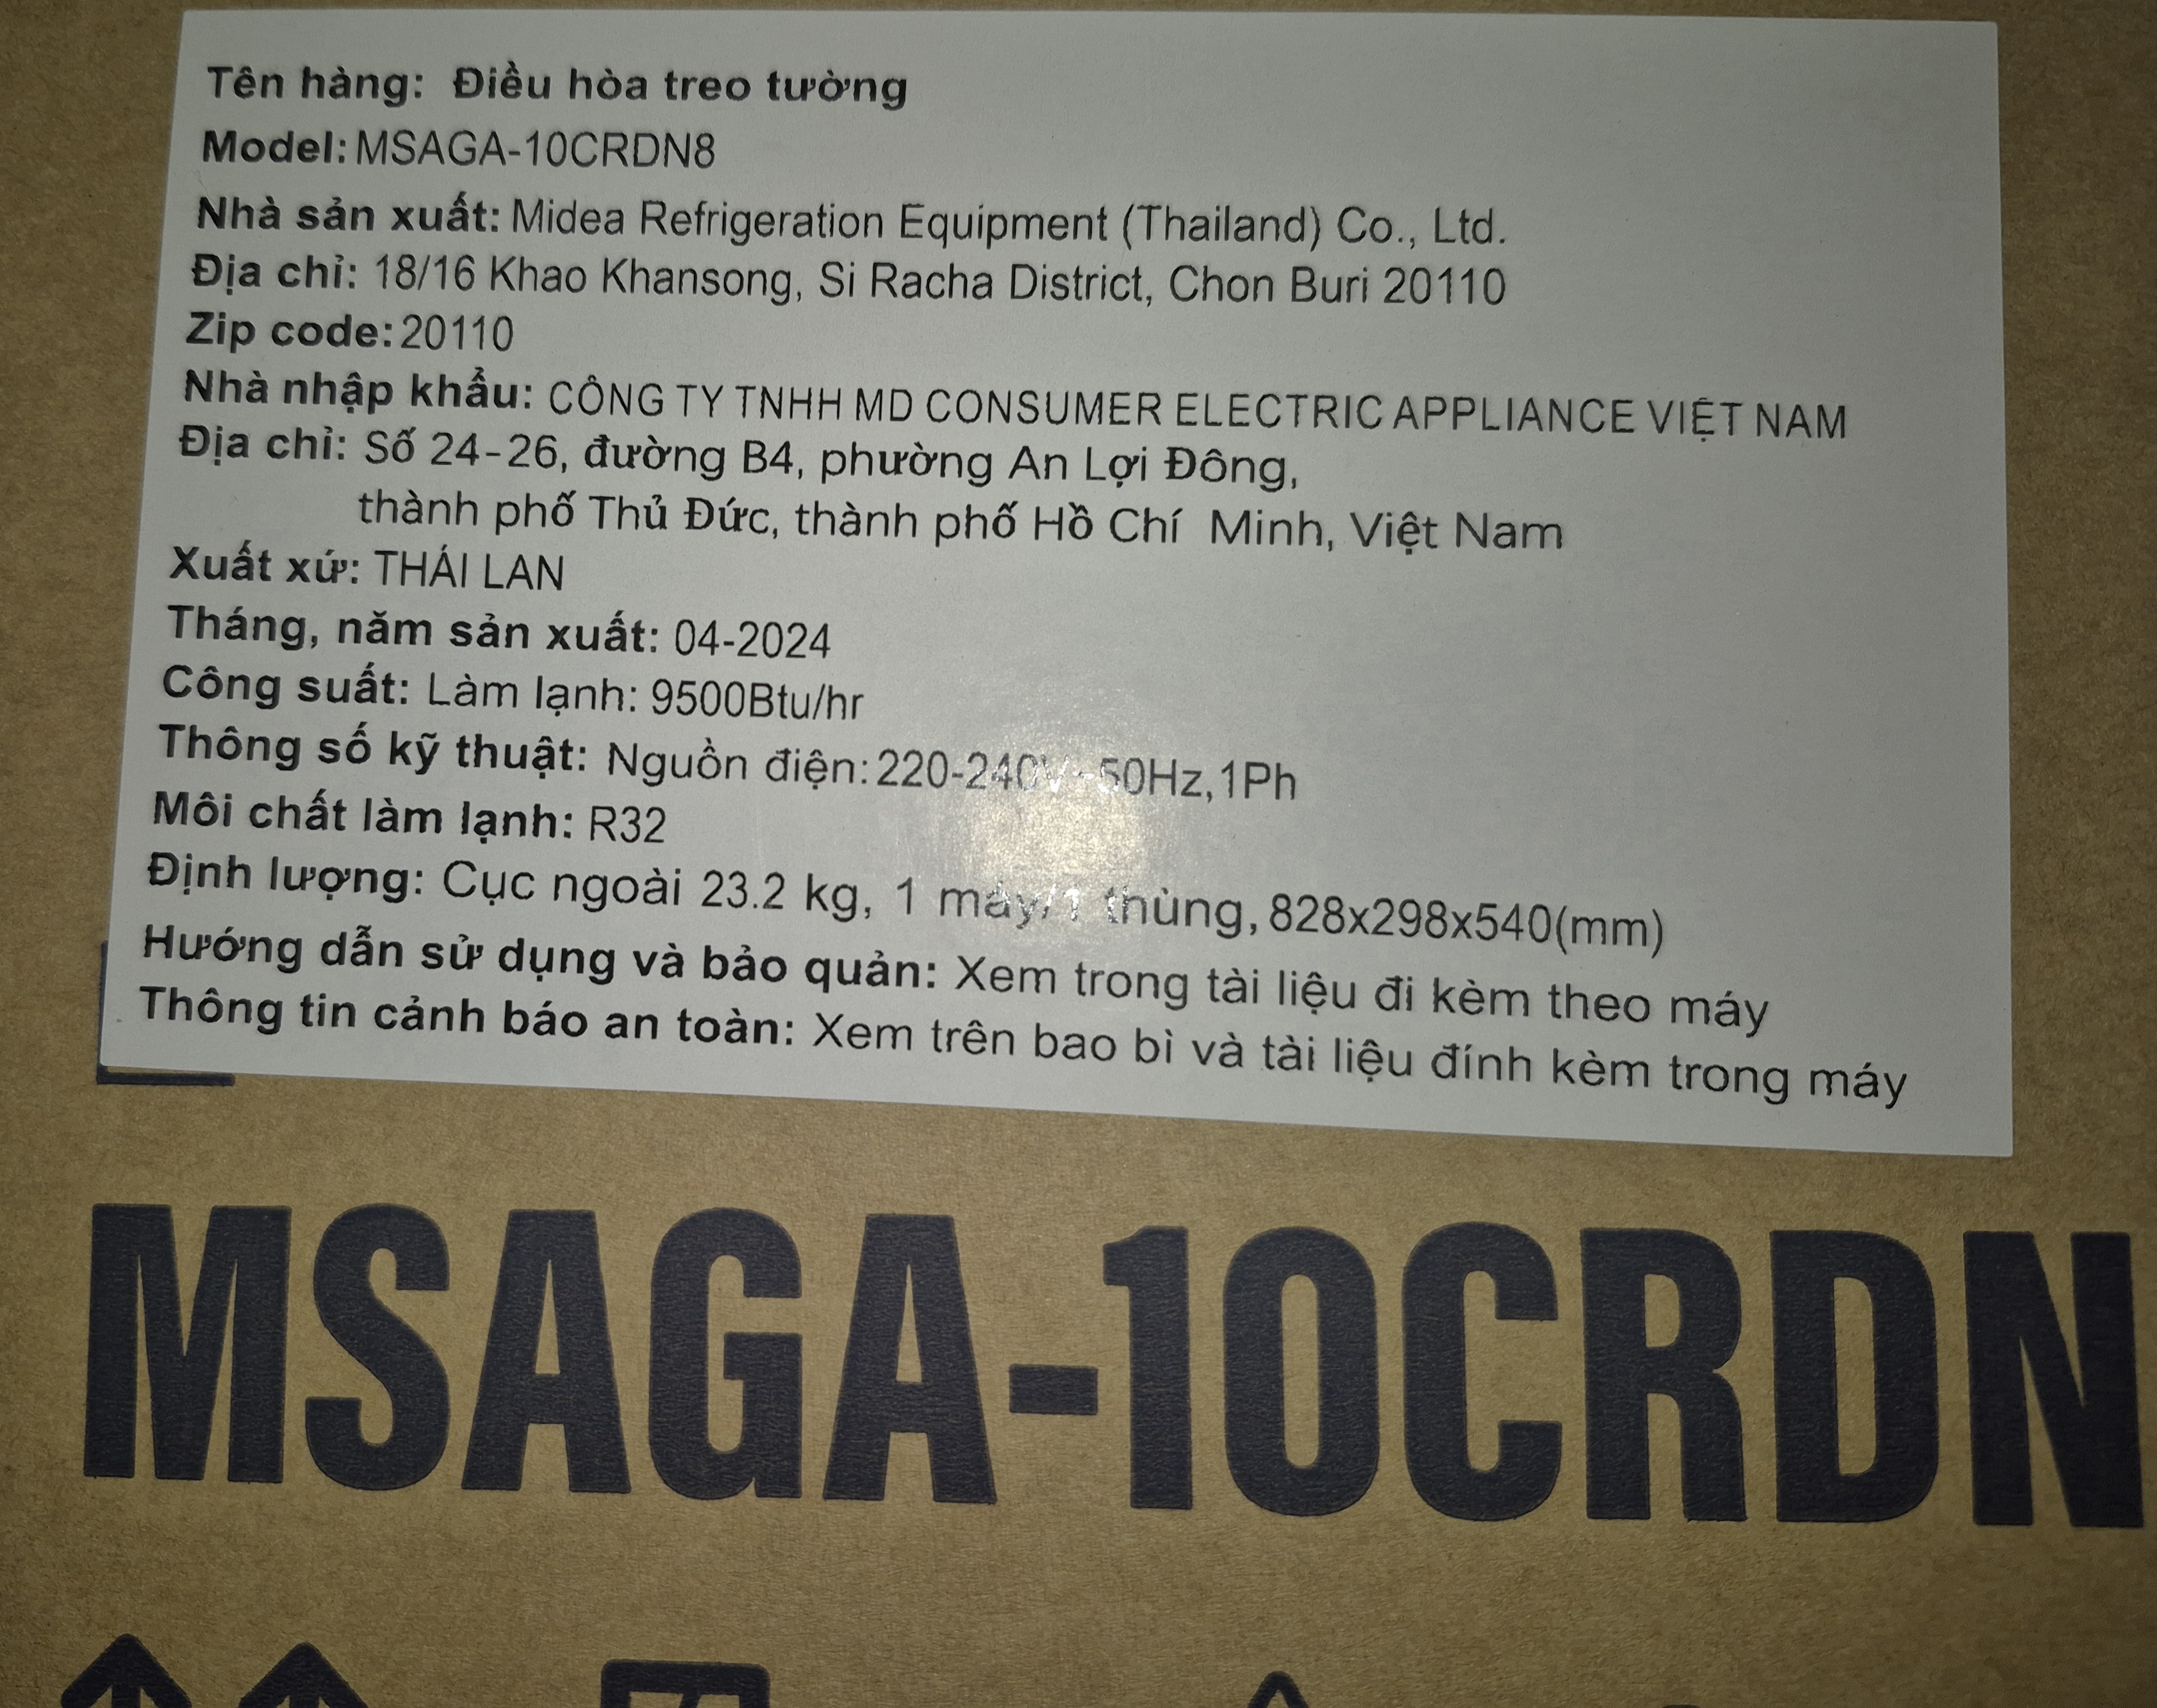 Tên hàng: Điều hòa treo tường
Model: MSAGA-10CRDN8
Nhà sản xuất: Midea Refrigeration Equipment (Thailand) Co., Ltd.
Địa chỉ: 18/16 Khao Khansong, Si Racha District, Chon Buri 20110
Zip code: 20110
Nhà nhập khẩu: CÔNG TY TNHH MD CONSUMER ELECTRIC APPLIANCE VIỆT NAM
Địa chỉ: Số 24-26, đường B4, phường An Lợi Đông,
thành phố Thủ Đức, thành phố Hồ Chí Minh, Việt Nam
Xuất xứ: THÁI LAN
Tháng, năm sản xuất: 04-2024
Công suất: Làm lạnh: 9500Btu/hr
Thông số kỹ thuật: Nguồn điện: 220-240V~50Hz,1Ph
Môi chất làm lạnh: R32
Định lượng: Cục ngoài 23.2 kg, 1 máy/1 thùng, 828x298x540(mm)
Hướng dẫn sử dụng và bảo quản: Xem trong tài liệu đi kèm theo máy
Thông tin cảnh báo an toàn: Xem trên bao bì và tài liệu đính kèm trong máy
MSAGA-10CRDN